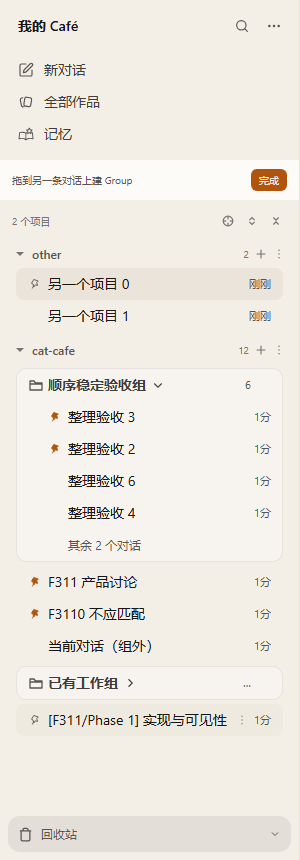 我的 Café
新对话
全部作品
记忆
拖到另一条对话上建 Group
完成
2 个项目
other 2
另一个项目 0 刚刚
另一个项目 1 刚刚
cat-cafe 12
顺序稳定验收组 6
整理验收 3 1分
整理验收 2 1分
整理验收 6 1分
整理验收 4 1分
其余 2 个对话
F311 产品讨论 1分
F3110 不应匹配 1分
当前对话（组外） 1分
已有工作组 ...
[F311/Phase 1] 实现与可见性 1分
回收站